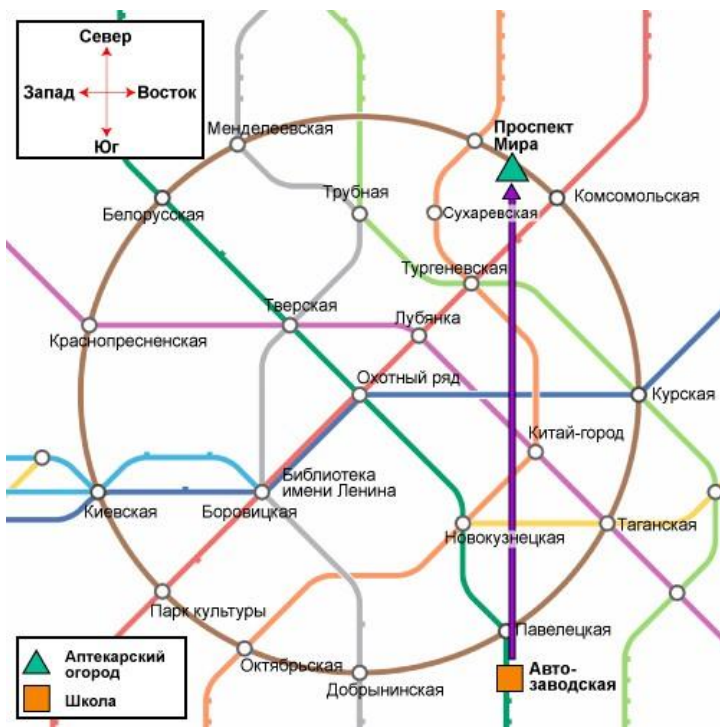 Север
Запад
Восток
Юг
Менделеевская
Проспект
Мира
Трубная
Сухаревская
Комсомольская
Белорусская
Тургеневская
Тверская
Лубянка
Краснопресненская
Охотный ряд
Курская
Китай-город
Библиотека
имени Ленина
Киевская
Боровицкая
Новокузнецкая
Таганская
Парк культуры
Павелецкая
Октябрьская
Добрынинская
Авто-
заводская
Аптекарский
огород
Школа